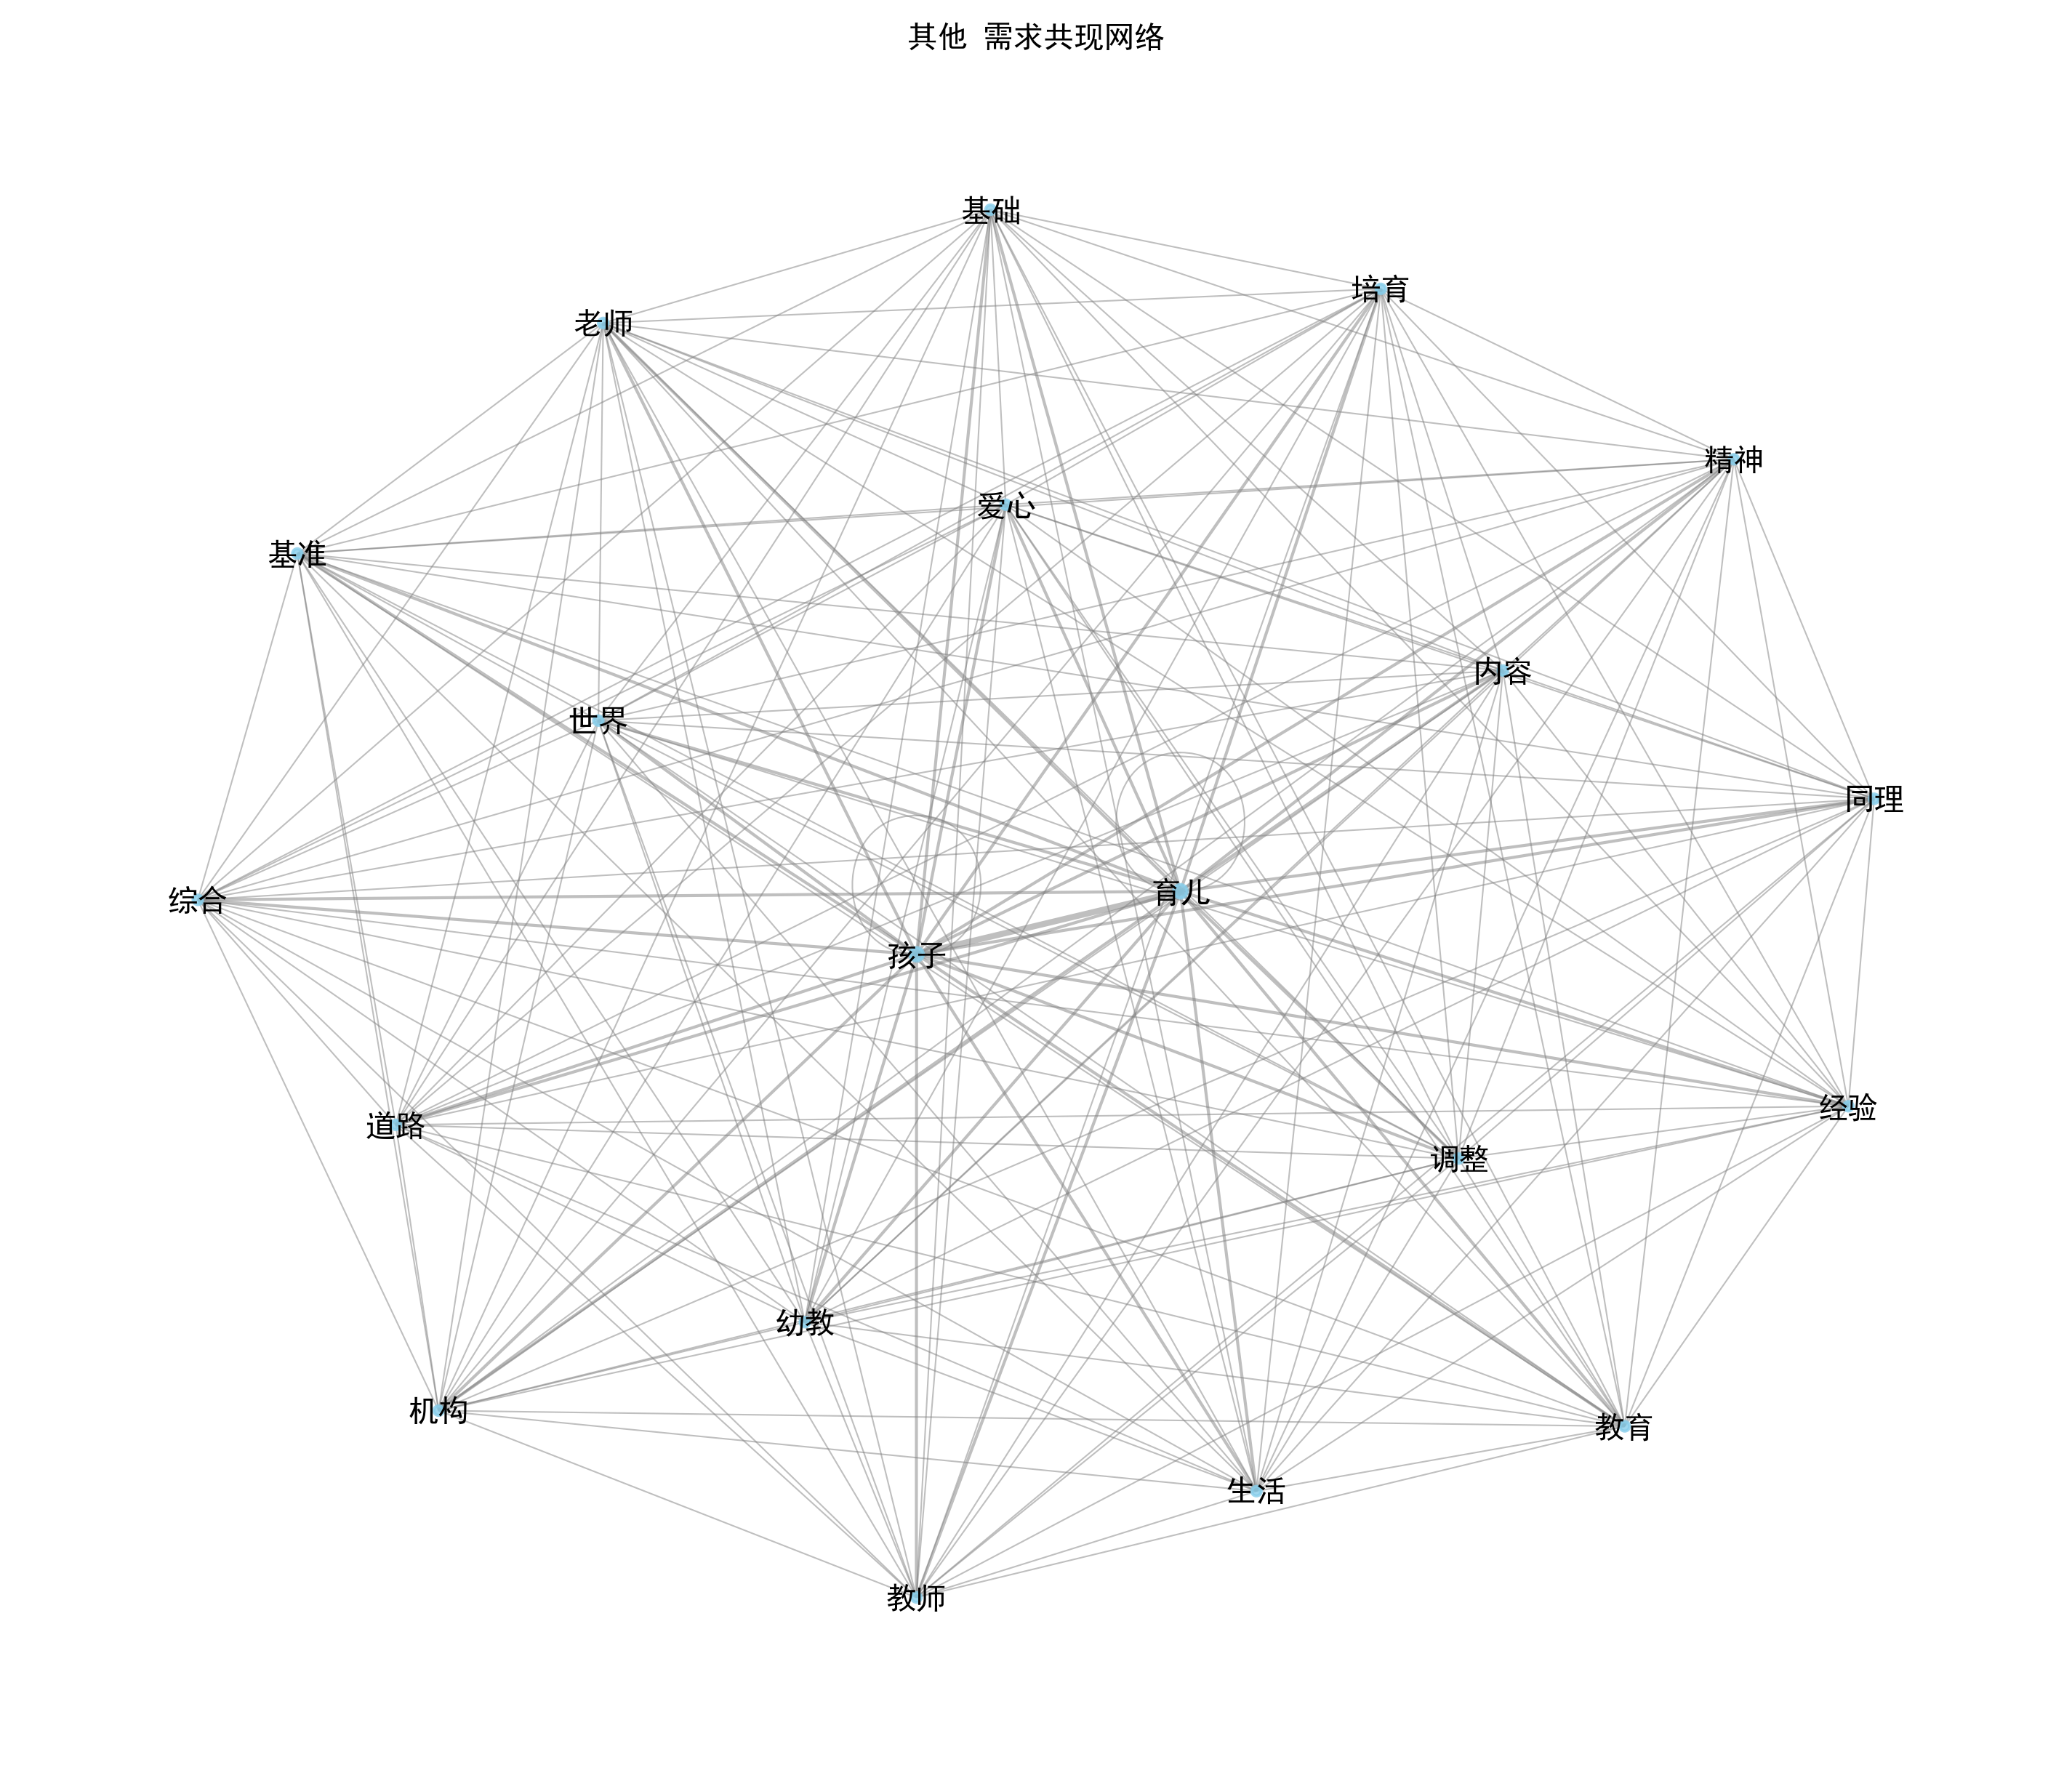 其他 需求共现网络
基础
培育
老师
精神
爱心
基准
内容
世界
同理
育儿
综合
孩子
经验
道路
调整
幼教
机构
教育
生活
教师